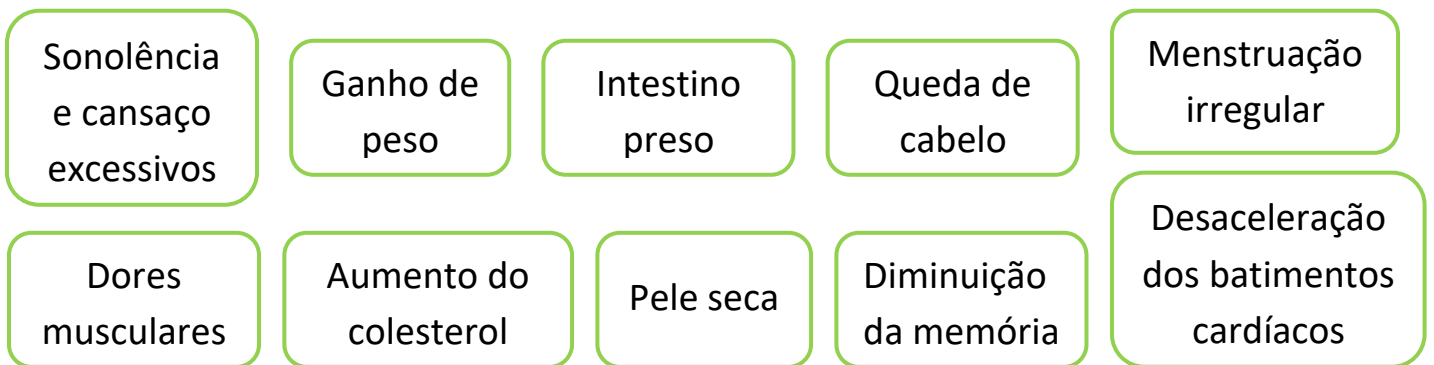 Sonolência
e cansaço
excessivos
Ganho de
peso
Intestino
preso
Queda de
cabelo
Menstruação
irregular
Dores
musculares
Aumento do
colesterol
Pele seca
Diminuição
da memória
Desaceleração
dos batimentos
cardíacos